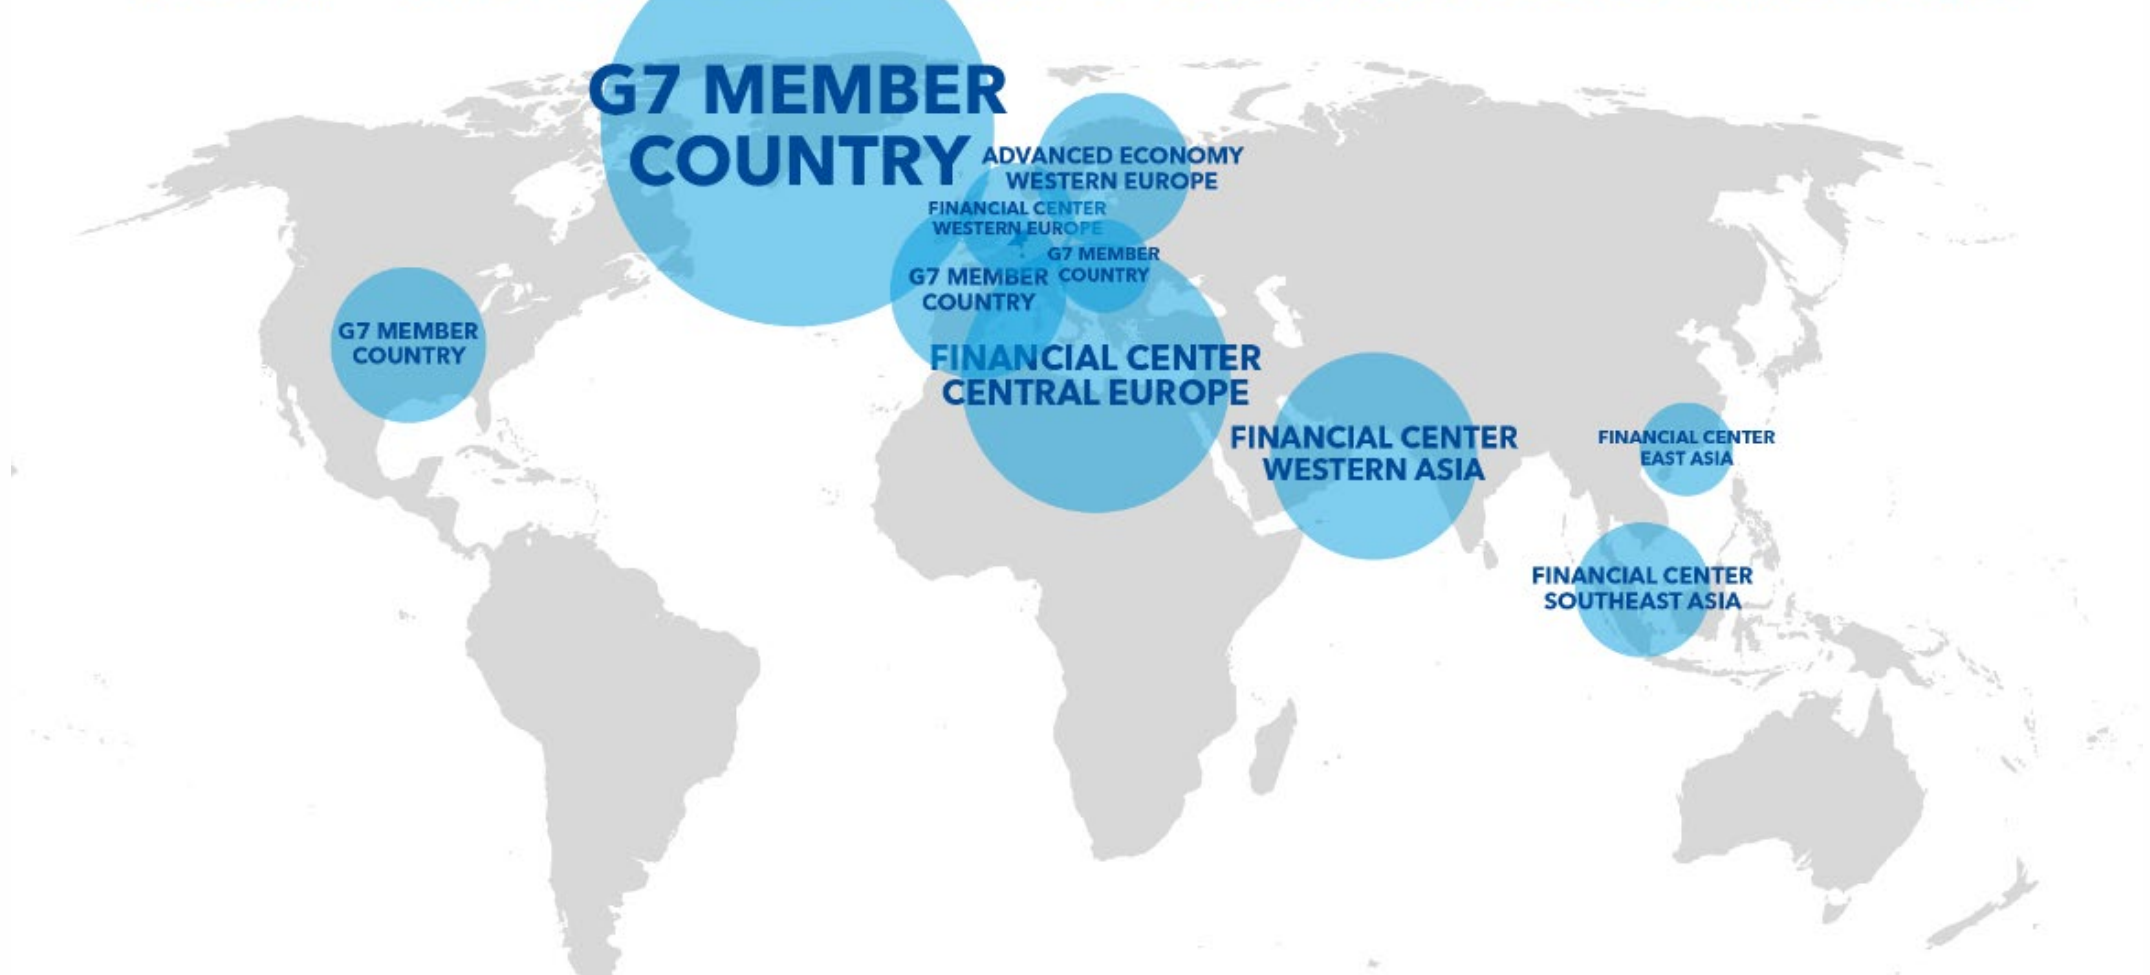 G7 MEMBER
COUNTRY
ADVANCED ECONOMY
WESTERN EUROPE
FINANCIAL CENTER
WESTERN EUROPE
G7 MEMBER
COUNTRY
G7 MEMBER
COUNTRY
G7 MEMBER
COUNTRY
FINANCIAL CENTER
CENTRAL EUROPE
FINANCIAL CENTER
WESTERN ASIA
FINANCIAL CENTER
EAST ASIA
FINANCIAL CENTER
SOUTHEAST ASIA